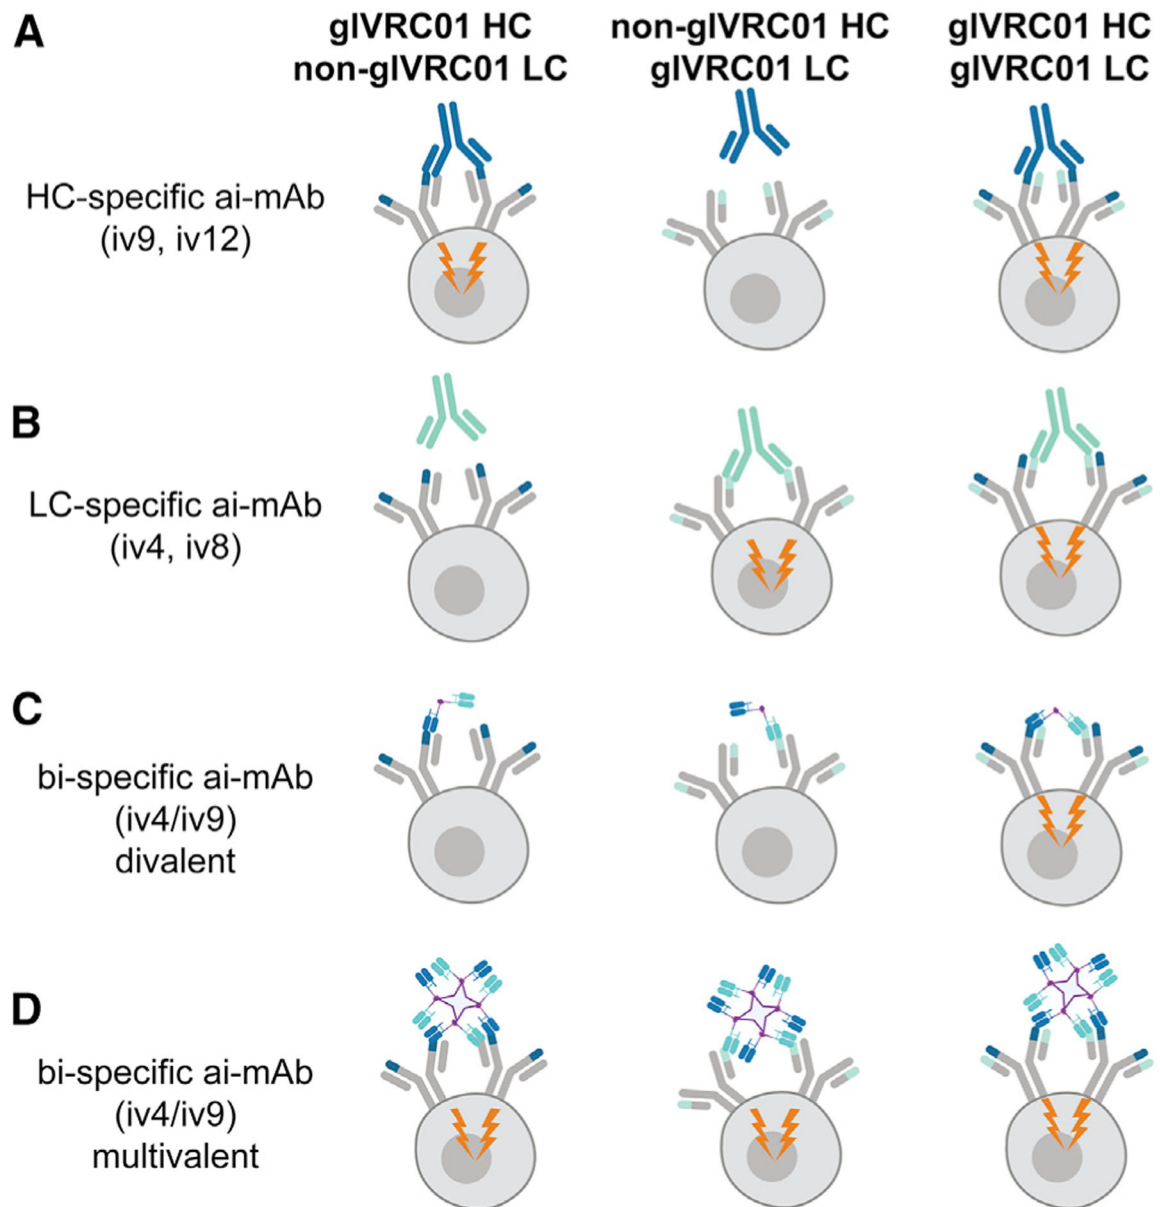 A
glVRC01 HC
non-glVRC01 LC
non-glVRC01 HC
glVRC01 LC
glVRC01 HC
glVRC01 LC
HC-specific ai-mAb
(iv9, iv12)
B
LC-specific ai-mAb
(iv4, iv8)
C
bi-specific ai-mAb
(iv4/iv9)
divalent
D
bi-specific ai-mAb
(iv4/iv9)
multivalent